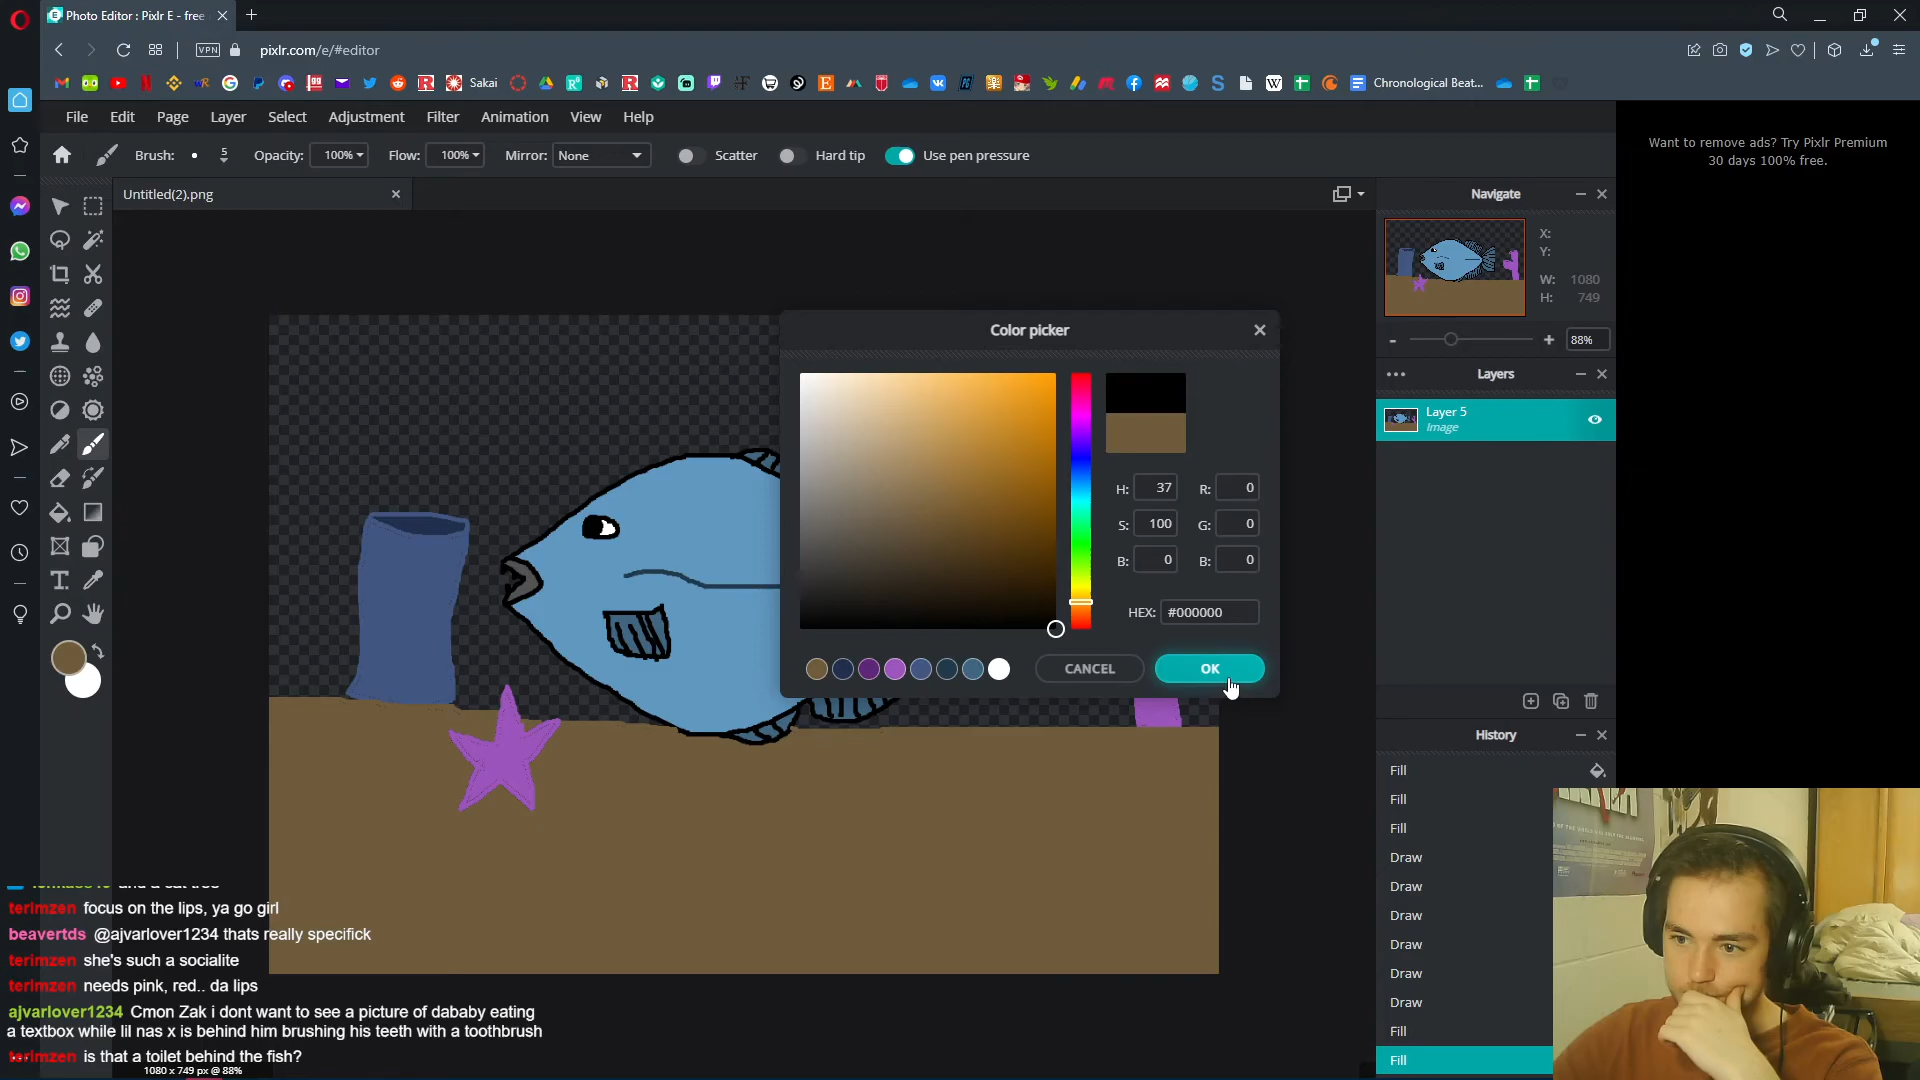 Photo Editor : Pixlr E - free
VPN
pixlr.com/e/#editor
Sakai
Chronological Beat...
File Edit Page Layer Select Adjustment Filter Animation View Help
Brush: 5 Opacity: 100% Flow: 100% Mirror: None Scatter Hard tip Use pen pressure
Want to remove ads? Try Pixlr Premium
30 days 100% free.
Untitled(2).png
Navigate
X:
Y:
W: 1080
H: 749
88%
Color picker
H: 37 R: 0
S: 100 G: 0
B: 0 B: 0
HEX: #000000
CANCEL
OK
Layers
Layer 5
Image
History
Fill
Fill
Fill
Draw
Draw
Draw
Draw
Draw
Draw
Fill
Fill
terimzen focus on the lips, ya go girl
beavertds @ajvarlover1234 thats really specifick
terimzen she's such a socialite
terimzen needs pink, red.. da lips
ajvarlover1234 Cmon Zak i dont want to see a picture of dababy eating
a textbox while lil nas x is behind him brushing his teeth with a toothbrush
terimzen is that a toilet behind the fish?
1080 x 749 px @ 88%